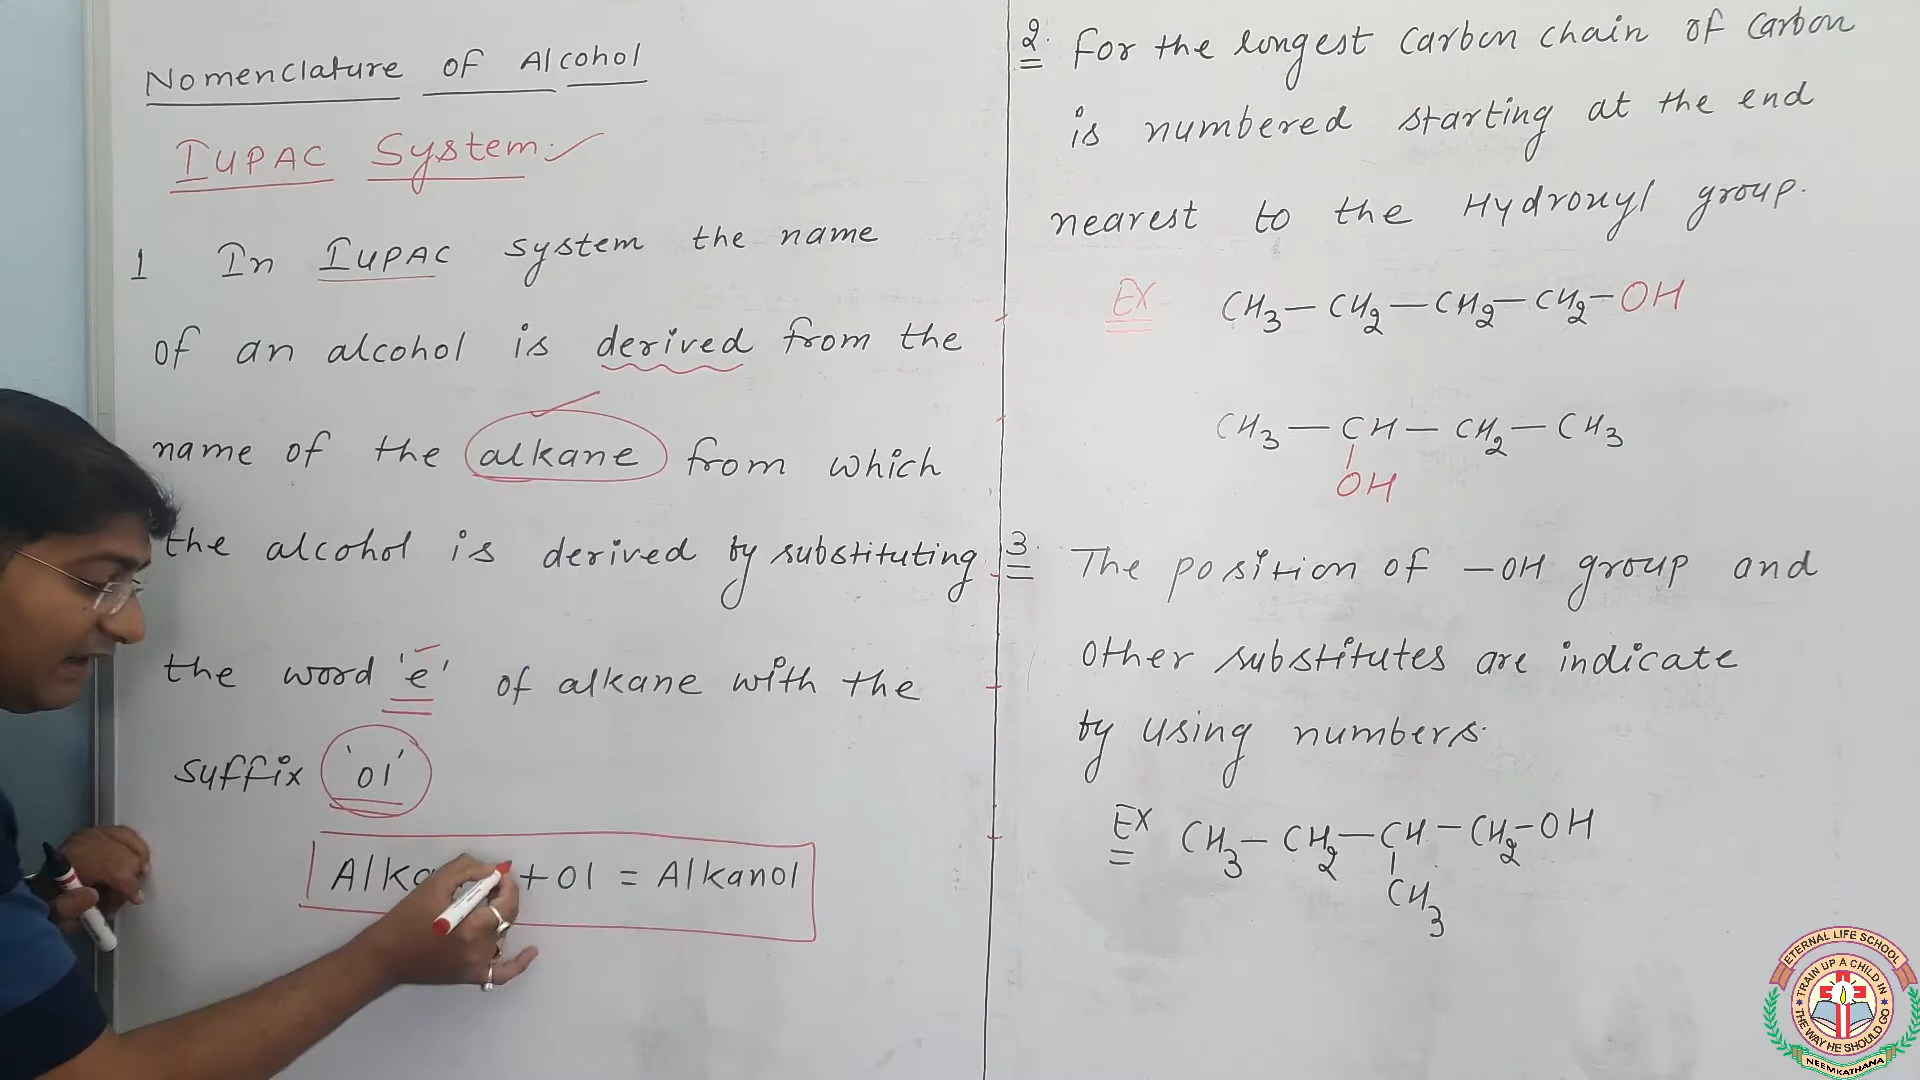 Nomenclature of Alcohol
IUPAC System.
1 In IUPAC system the name
of an alcohol is derived from the
name of the alkane from which
the alcohol is derived by substituting
the word 'e' of alkane with the
suffix 'ol'
+ ol = Alkanol
2. For the longest Carbon chain of Carbon
is numbered starting at the end
nearest to the Hydroxyl group.
EX CH3 — CH2 — CH2 — CH2 — OH
CH3 — CH — CH2 — CH3
OH
3. The position of —OH group and
other substitutes are indicate
by using numbers.
EX CH3 — CH2 — CH — CH2 — OH
CH3
ETERNAL LIFE SCHOOL
TRAIN UP A CHILD IN
THE WAY HE SHOULD GO
NEEMKATHANA